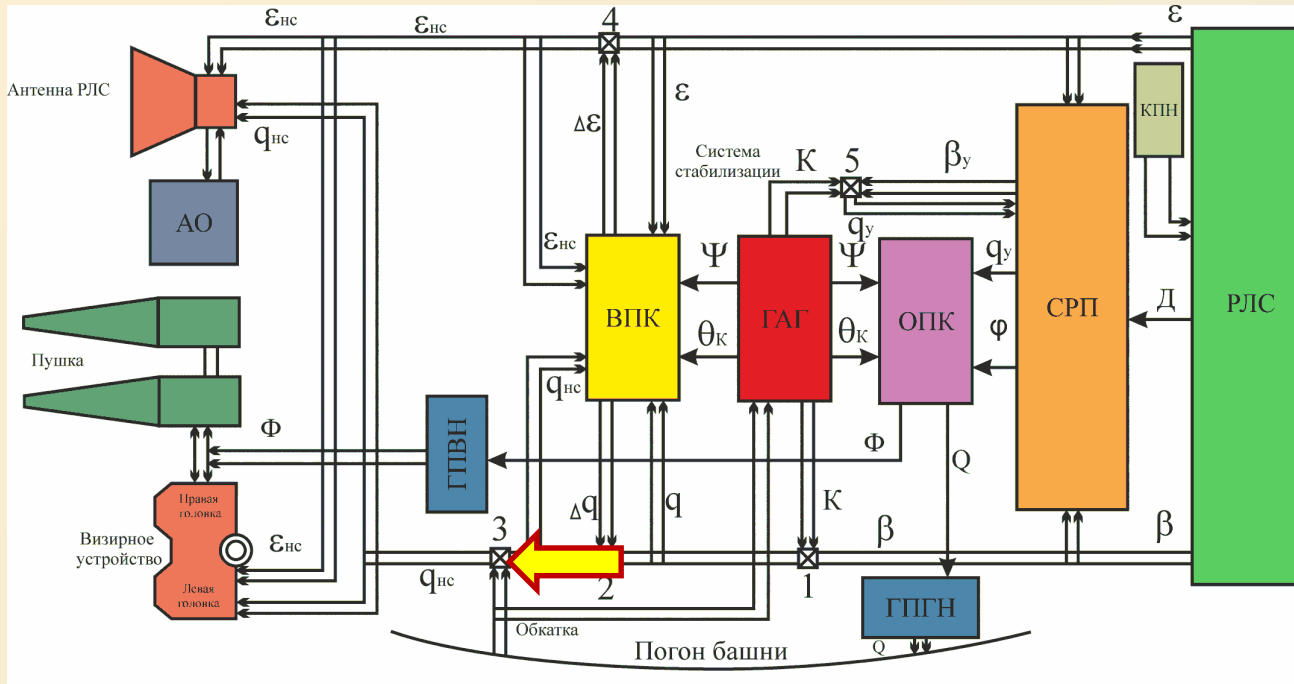 εнс
εнс
4
ε
Антенна РЛС
КПН
ε
Δε
qнс
Система
стабилизации
К
5
βу
АО
qу
εнс
Ψ
Ψ
qу
ВПК
ГАГ
ОПК
СРП
Д
РЛС
θК
θК
φ
Пушка
qнс
Ф
ГПВН
Ф
Q
Правая
головка
Δq
q
К
3
β
β
Визирное
устройство
εнс
Левая
головка
qнс
2
1
ГПГН
Обкатка
Погон башни
Q